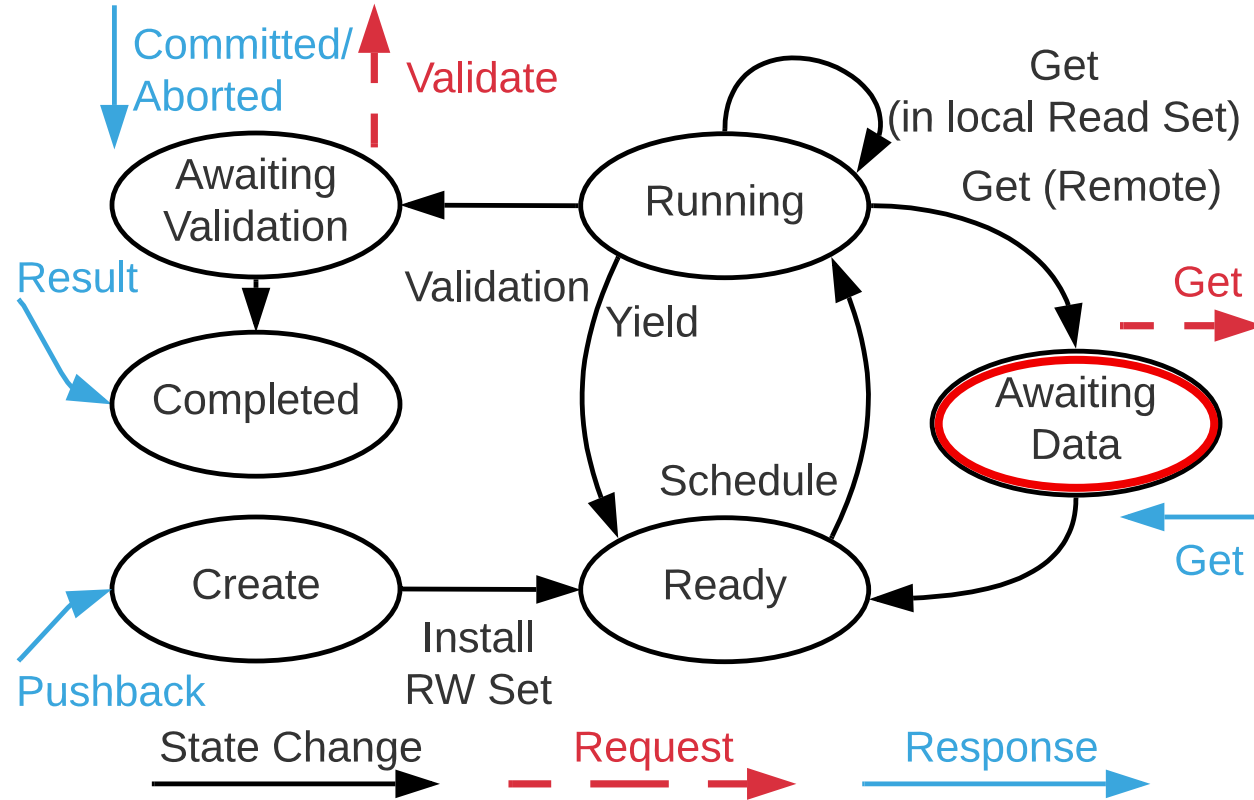 Committed/
Aborted
Validate
Get
(in local Read Set)
Get (Remote)
Awaiting
Validation
Running
Result
Validation
Yield
Get
Completed
Awaiting
Data
Schedule
Get
Create
Ready
Install
RW Set
Pushback
State Change
Request
Response